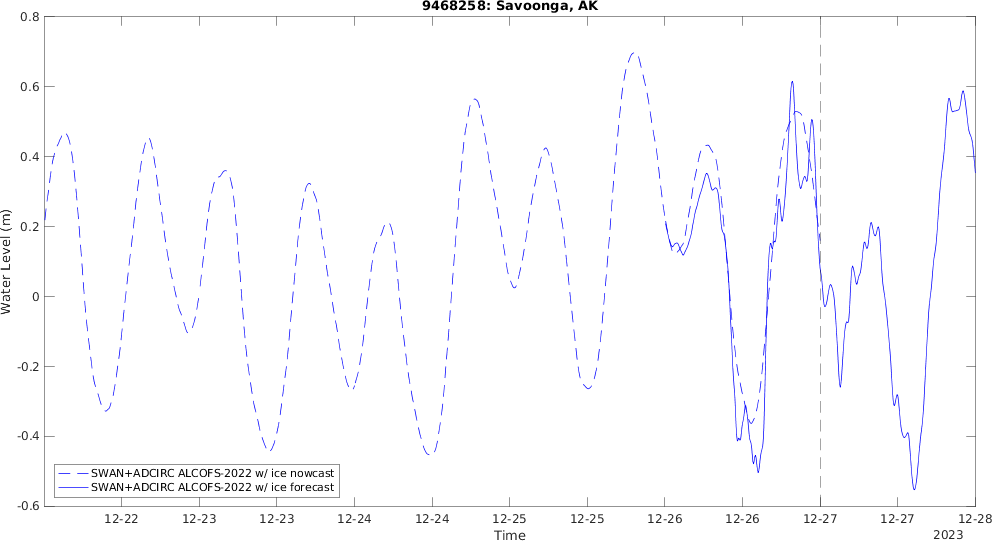 9468258: Savoonga, AK
0.8
0.6
0.4
0.2
0
-0.2
-0.4
-0.6
Water Level (m)
SWAN+ADCIRC ALCOFS-2022 w/ ice nowcast
SWAN+ADCIRC ALCOFS-2022 w/ ice forecast
12-22 12-23 12-23 12-24 12-24 12-25 12-25 12-26 12-26 12-27 12-27 12-28
Time
2023